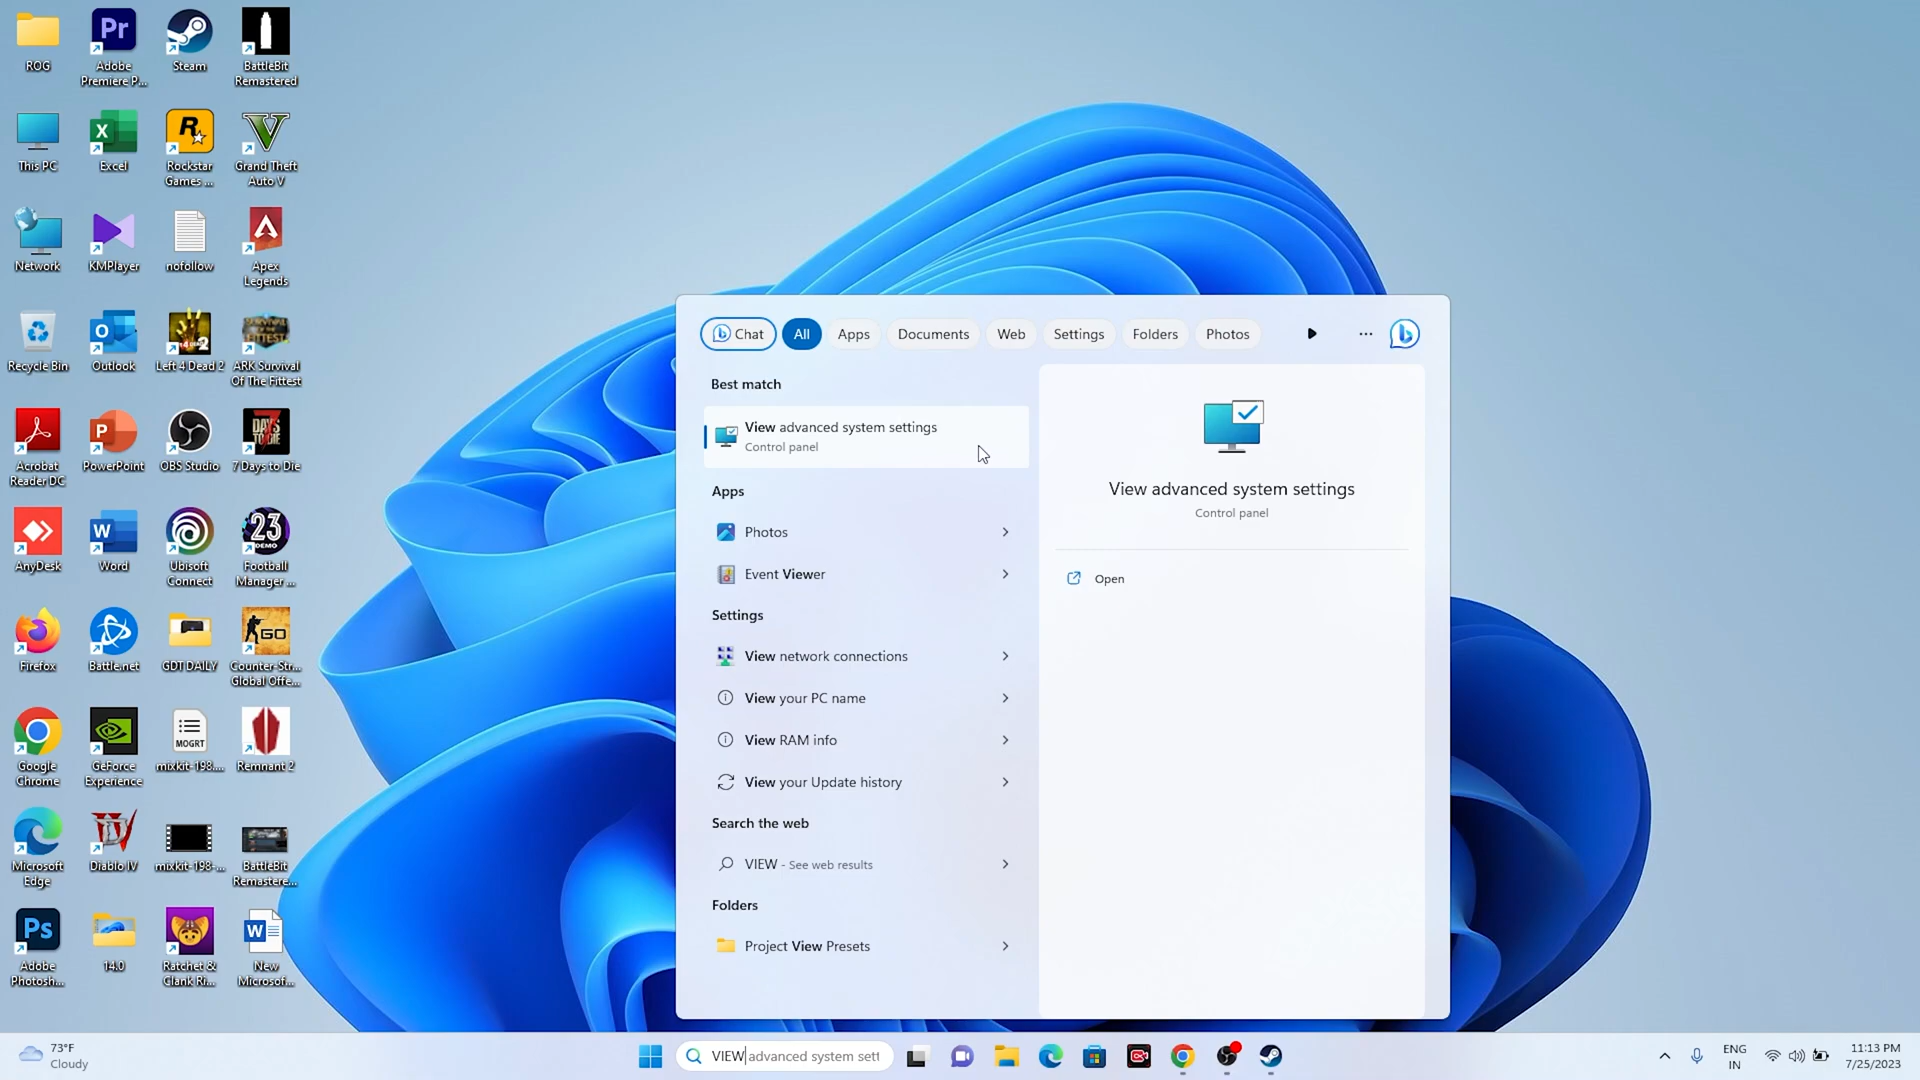 ROG
Adobe
Premiere P...
Steam
BattleBit
Remastered
This PC
Excel
Rockstar
Games ...
Grand Theft
Auto V
Network
KMPlayer
nofollow
Apex
Legends
Recycle Bin
Outlook
Left 4 Dead 2
ARK Survival
Of The Fittest
Acrobat
Reader DC
PowerPoint
OBS Studio
7 Days to Die
AnyDesk
Word
Ubisoft
Connect
Football
Manager ...
Firefox
Battle.net
GDT DAILY
Counter-Str...
Global Offe...
Google
Chrome
GeForce
Experience
MOGRT
mixkit-198....
Remnant 2
Microsoft
Edge
Diablo IV
mixkit-198-...
BattleBit
Remastere...
Adobe
Photosh...
14.0
Ratchet &
Clank Ri...
New
Microsof...
Chat
All
Apps
Documents
Web
Settings
Folders
Photos
Best match
View advanced system settings
Control panel
Apps
Photos
Event Viewer
Settings
View network connections
View your PC name
View RAM info
View your Update history
Search the web
VIEW - See web results
Folders
Project View Presets
View advanced system settings
Control panel
Open
73°F
Cloudy
VIEW advanced system sett
ENG
IN
11:13 PM
7/25/2023